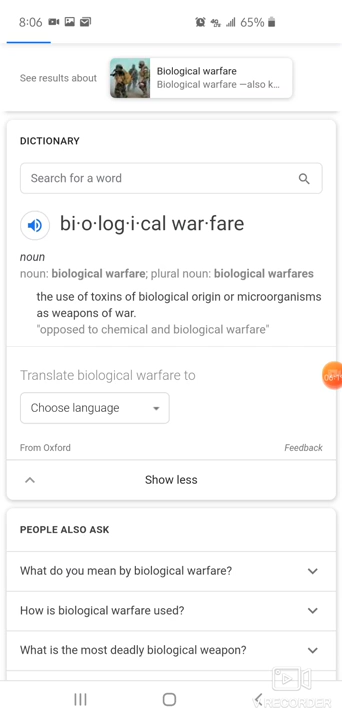 8:06
65%
See results about
Biological warfare
Biological warfare —also k...
DICTIONARY
Search for a word
bi·o·log·i·cal war·fare
noun
noun: biological warfare; plural noun: biological warfares
the use of toxins of biological origin or microorganisms
as weapons of war.
"opposed to chemical and biological warfare"
Translate biological warfare to
Choose language
From Oxford
Feedback
Show less
PEOPLE ALSO ASK
What do you mean by biological warfare?
How is biological warfare used?
What is the most deadly biological weapon?
RECORDER